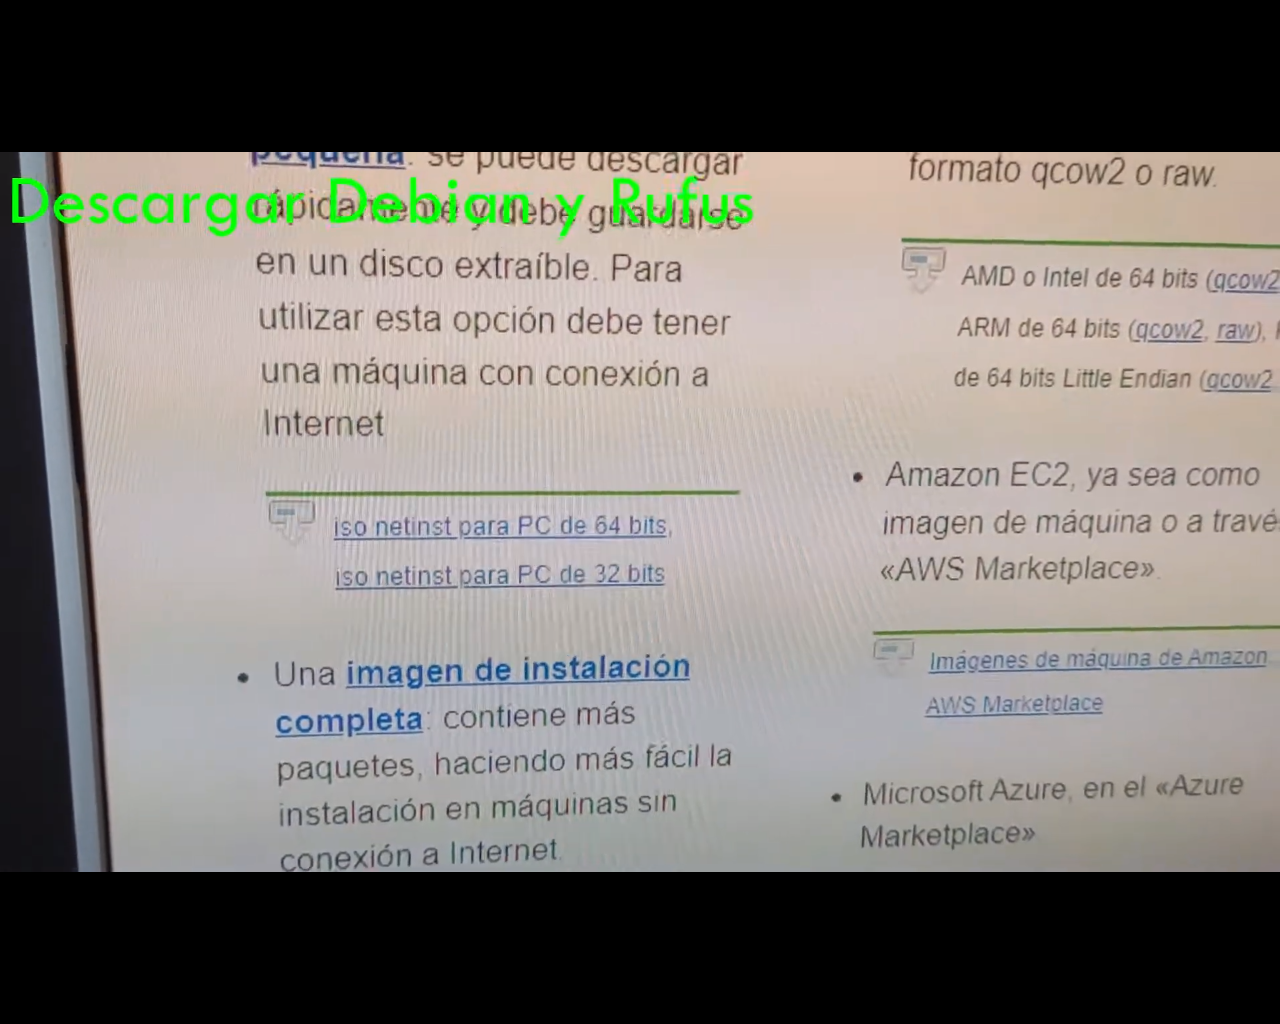 pequeña: se puede descargar
Descargar Debian y Rufus
rápidamente y debe guardarse
en un disco extraíble. Para
utilizar esta opción debe tener
una máquina con conexión a
Internet
iso netinst para PC de 64 bits,
iso netinst para PC de 32 bits
• Una imagen de instalación
completa: contiene más
paquetes, haciendo más fácil la
instalación en máquinas sin
conexión a Internet.
formato qcow2 o raw.
AMD o Intel de 64 bits (qcow2
ARM de 64 bits (qcow2, raw),
de 64 bits Little Endian (qcow2
• Amazon EC2, ya sea como
imagen de máquina o a travé
«AWS Marketplace».
Imágenes de máquina de Amazon
AWS Marketplace
• Microsoft Azure, en el «Azure
Marketplace»